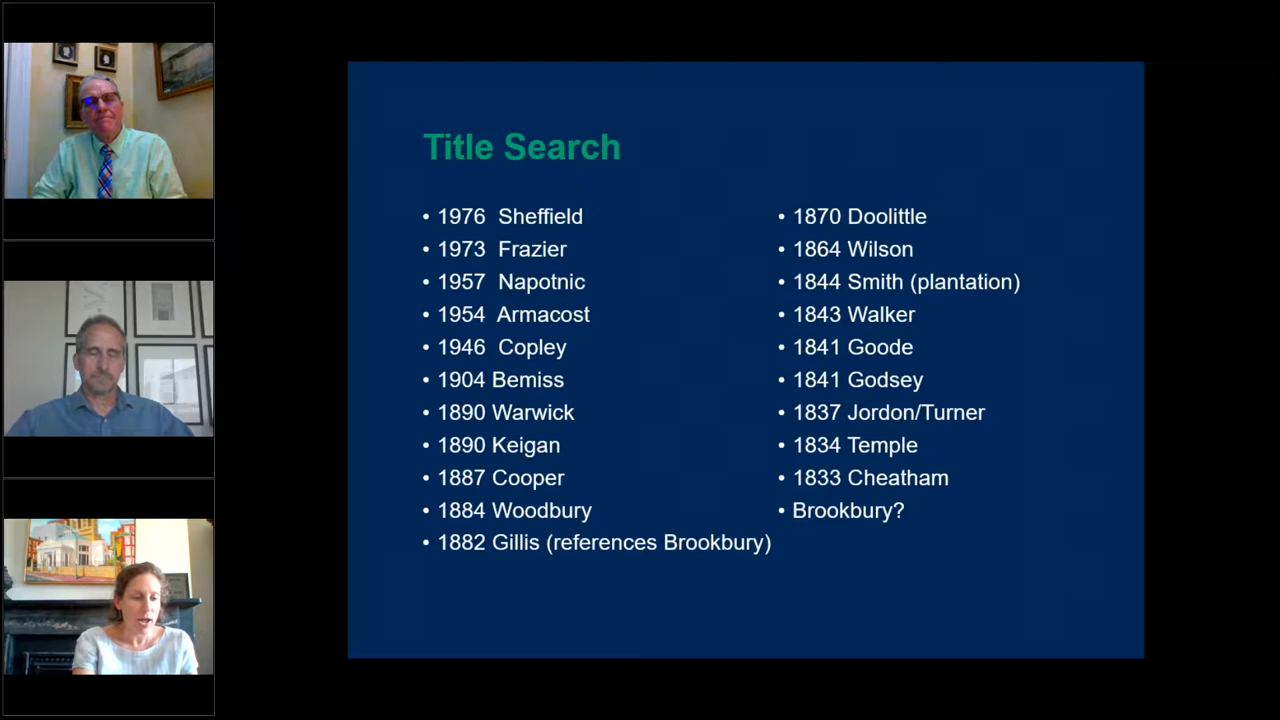 Title Search
• 1976 Sheffield
• 1973 Frazier
• 1957 Napotnic
• 1954 Armacost
• 1946 Copley
• 1904 Bemiss
• 1890 Warwick
• 1890 Keigan
• 1887 Cooper
• 1884 Woodbury
• 1882 Gillis (references Brookbury)
• 1870 Doolittle
• 1864 Wilson
• 1844 Smith (plantation)
• 1843 Walker
• 1841 Goode
• 1841 Godsey
• 1837 Jordon/Turner
• 1834 Temple
• 1833 Cheatham
• Brookbury?